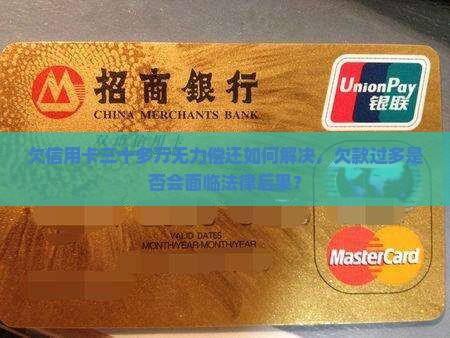 招商銀行
CHINA MERCHANTS BANK
UnionPay
银联
欠信用卡三十多万无力偿还如何解决，欠款过多是
否会面临法律后果？
VALID DATES
MONTH/YEAR-MONTH/YEAR
MasterCard